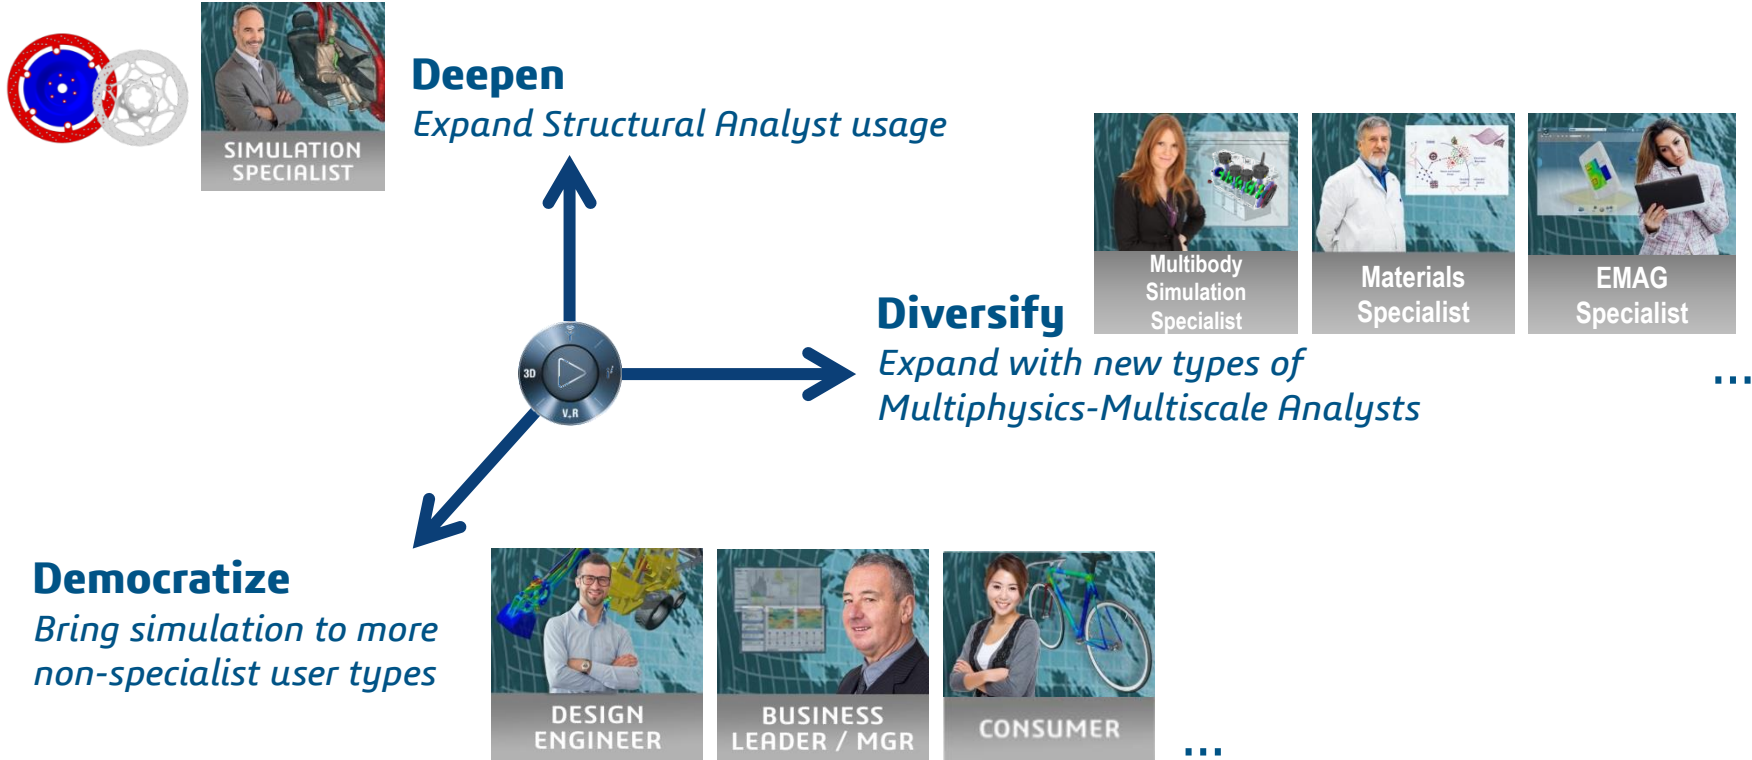 Deepen
Expand Structural Analyst usage
SIMULATION
SPECIALIST
Multibody
Simulation
Specialist
Materials
Specialist
EMAG
Specialist
Diversify
Expand with new types of
Multiphysics-Multiscale Analysts
...
3D
V.R
Democratize
Bring simulation to more
non-specialist user types
DESIGN
ENGINEER
BUSINESS
LEADER / MGR
CONSUMER
...